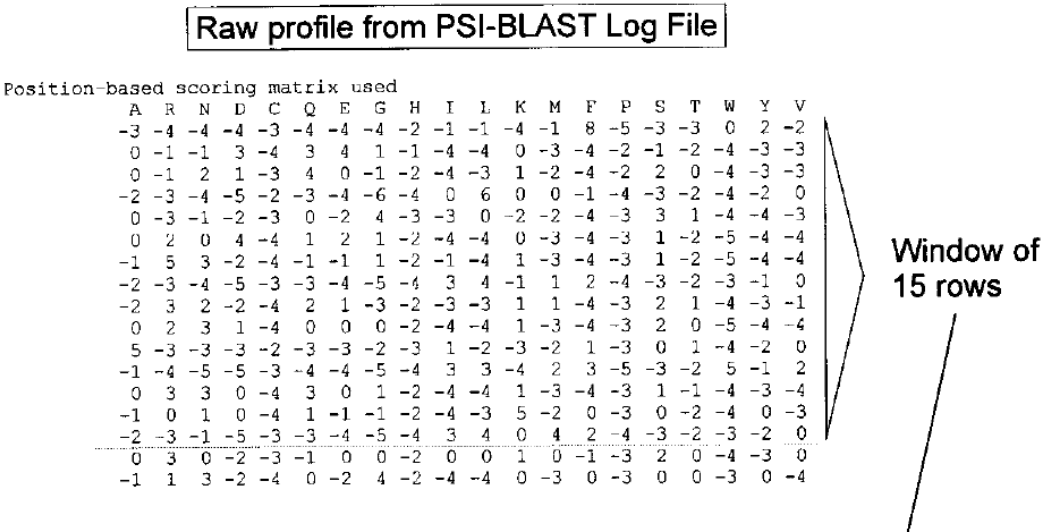 Raw profile from PSI-BLAST Log File
Position-based scoring matrix used
A R N D C Q E G H I L K M F P S T W Y V
-3 -4 -4 -4 -3 -4 -4 -4 -2 -1 -1 -4 -1 8 -5 -3 -3 0 2 -2
0 -1 -1 3 -4 3 4 1 -1 -4 -4 0 -3 -4 -2 -1 -2 -4 -3 -3
0 -1 2 1 -3 4 0 -1 -2 -4 -3 1 -2 -4 -2 2 0 -4 -3 -3
-2 -3 -4 -5 -2 -3 -4 -6 -4 0 6 0 0 -1 -4 -3 -2 -4 -2 0
0 -3 -1 -2 -3 0 -2 4 -3 -3 0 -2 -2 -4 -3 3 1 -4 -4 -3
0 2 0 4 -4 1 2 1 -2 -4 -4 0 -3 -4 -3 1 -2 -5 -4 -4
-1 5 3 -2 -4 -1 -1 1 -2 -1 -4 1 -3 -4 -3 1 -2 -5 -4 -4
-2 -3 -4 -5 -3 -3 -4 -5 -4 3 4 -1 1 2 -4 -3 -2 -3 -1 0
-2 3 2 -2 -4 2 1 -3 -2 -3 -3 1 1 -4 -3 2 1 -4 -3 -1
0 2 3 1 -4 0 0 0 -2 -4 -4 1 -3 -4 -3 2 0 -5 -4 -4
5 -3 -3 -3 -2 -3 -3 -2 -3 1 -2 -3 -2 1 -3 0 1 -4 -2 0
-1 -4 -5 -5 -3 -4 -4 -5 -4 3 3 -4 2 3 -5 -3 -2 5 -1 2
0 3 3 0 -4 3 0 1 -2 -4 -4 1 -3 -4 -3 1 -1 -4 -3 -4
-1 0 1 0 -4 1 -1 -1 -2 -4 -3 5 -2 0 -3 0 -2 -4 0 -3
-2 -3 -1 -5 -3 -3 -4 -5 -4 3 4 0 4 2 -4 -3 -2 -3 -2 0
0 3 0 -2 -3 -1 0 0 -2 0 0 1 0 -1 -3 2 0 -4 -3 0
-1 1 3 -2 -4 0 -2 4 -2 -4 -4 0 -3 0 -3 0 0 -3 0 -4
Window of
15 rows